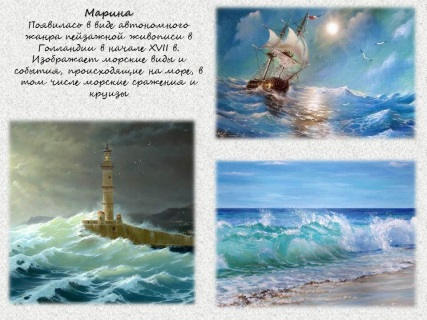 Марина
Появилась в виде автономного
жанра пейзажной живописи в
Голландии в начале XVII в.
Изображает морские виды и
события, происходящие на море, в
том числе морские сражения и
круизы